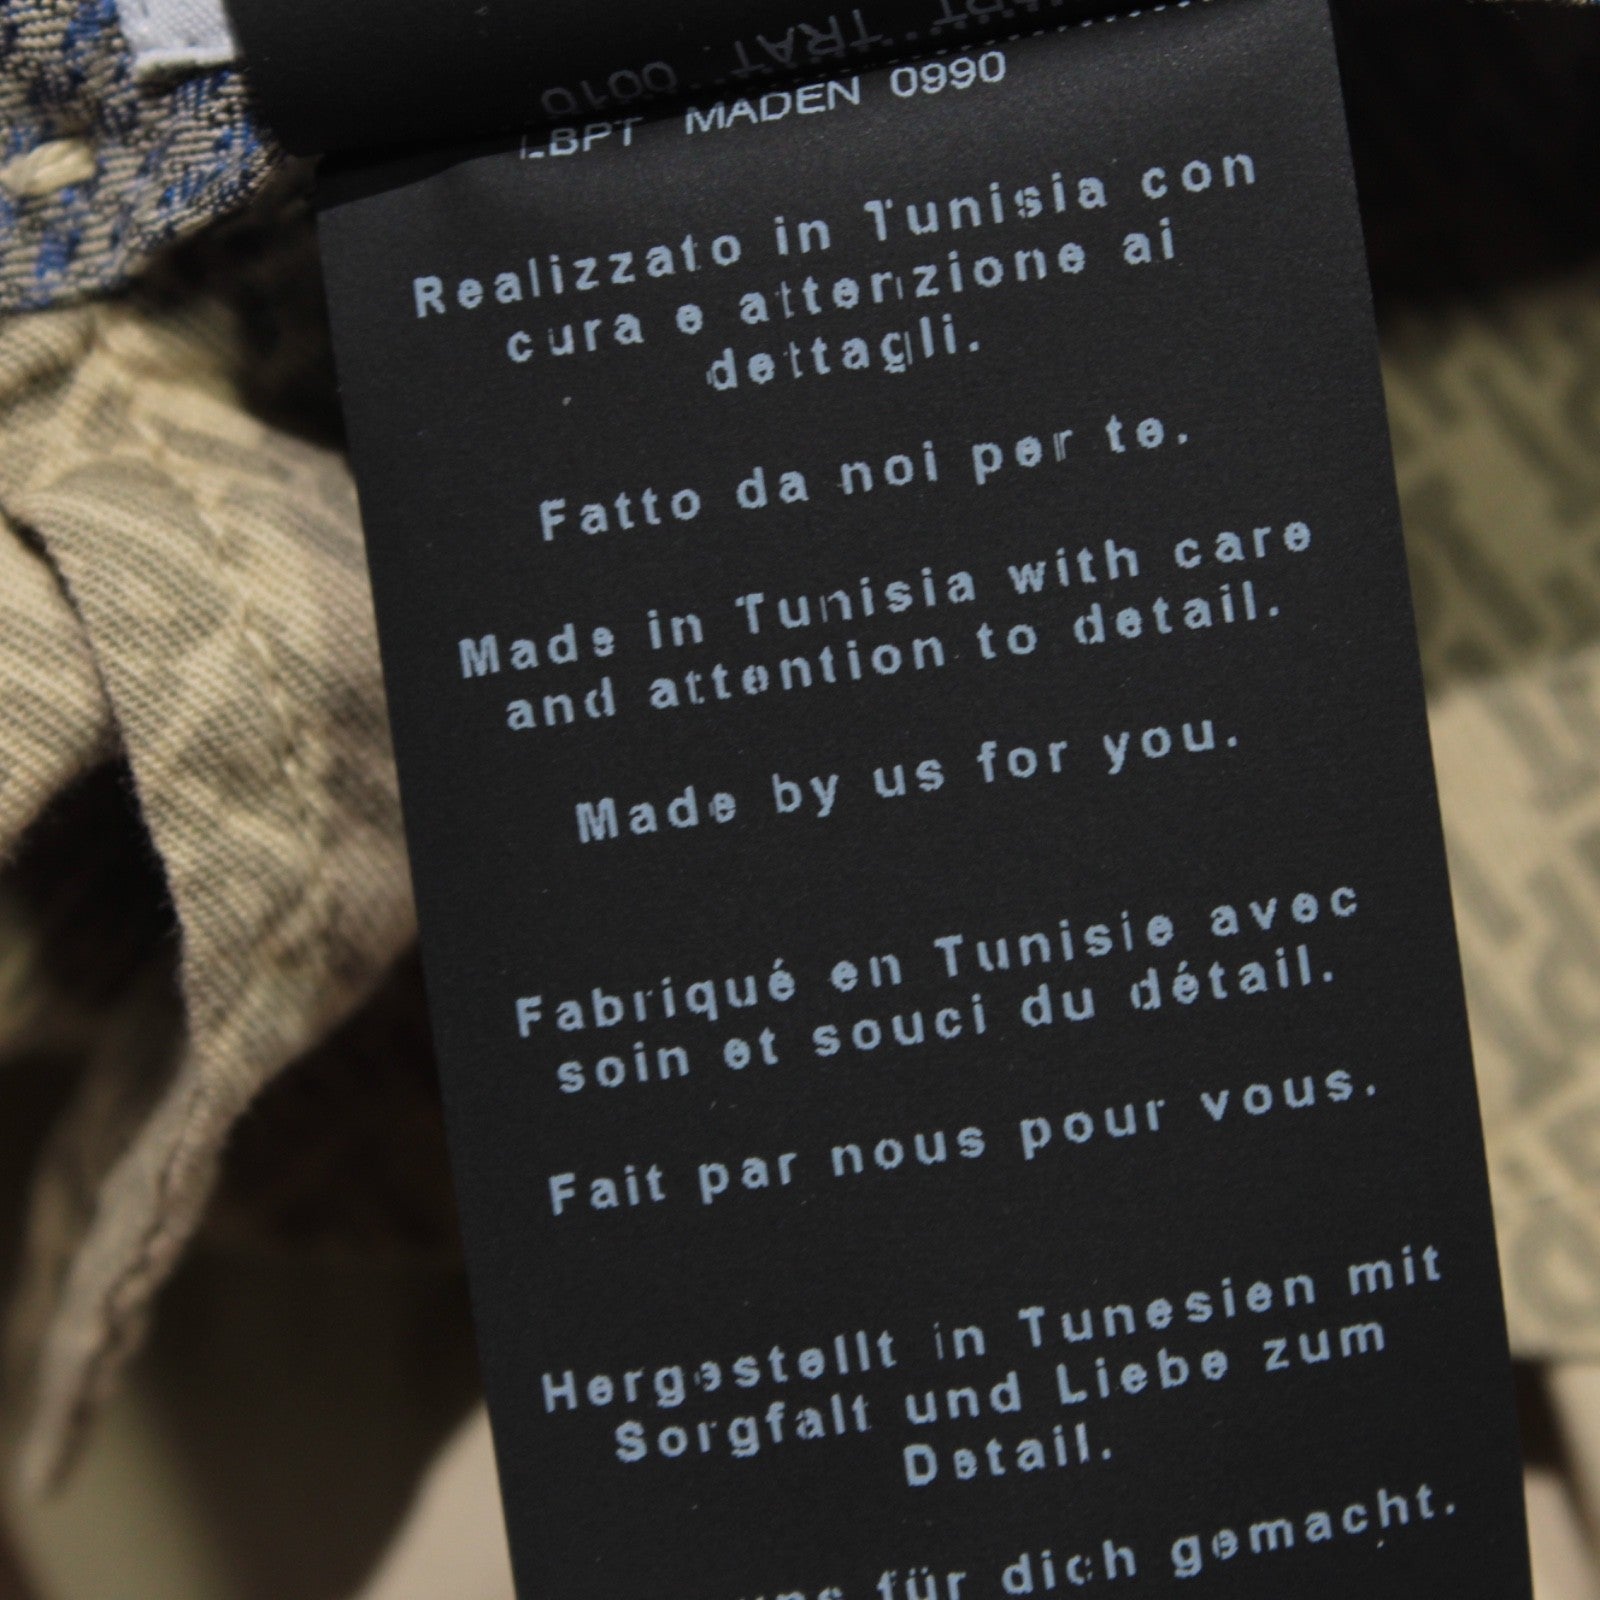 TRAT 0010
LBPT MADEN 0990
Realizzato in Tunisia con
cura e attenzione ai
dettagli.
Fatto da noi per te.
Made in Tunisia with care
and attention to detail.
Made by us for you.
Fabriqué en Tunisie avec
soin et souci du détail.
Fait par nous pour vous.
Hergestellt in Tunesien mit
Sorgfalt und Liebe zum
Detail.
für dich gemacht.